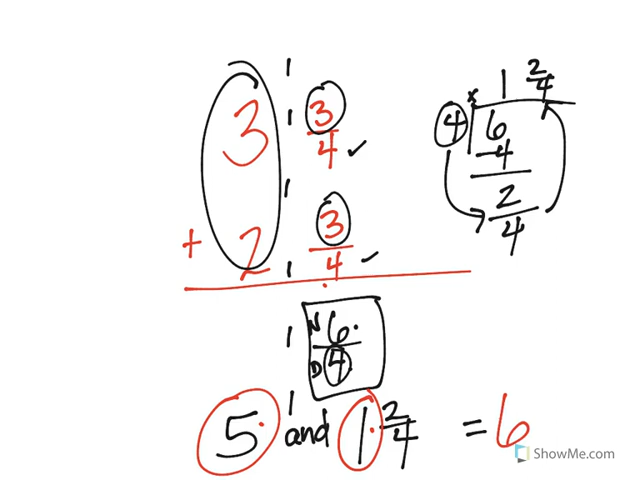 3 3/4
+ 2 3/4
N 6
D 4
5 and 1 2/4 = 6
1 2/4
4 6
-4
2/4
ShowMe.com